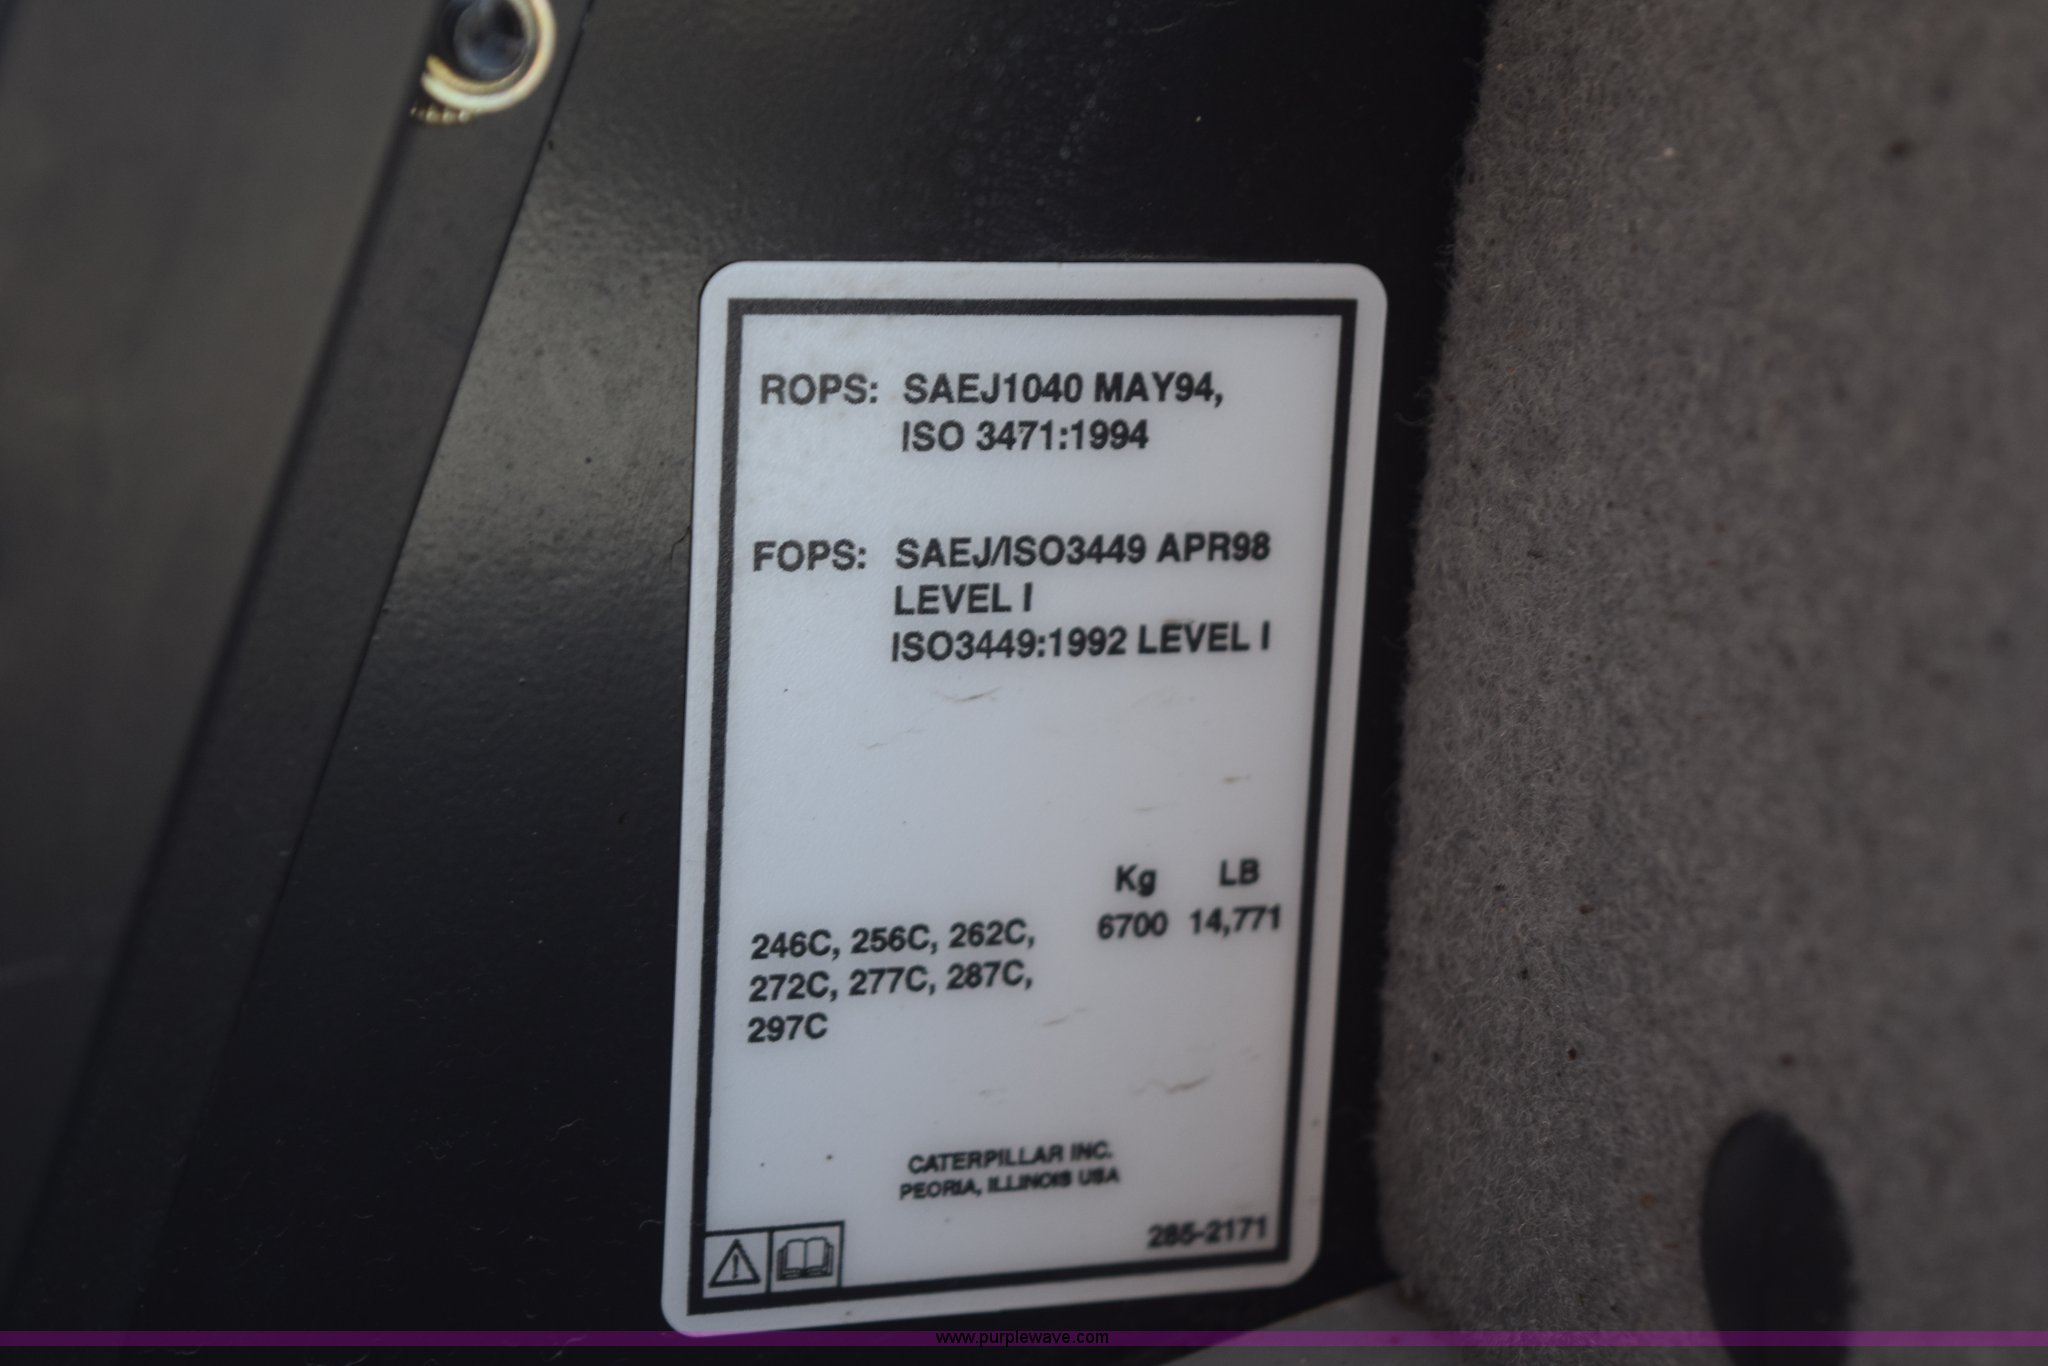 ROPS: SAEJ1040 MAY94,
ISO 3471:1994
FOPS: SAEJ/ISO3449 APR98
LEVEL I
ISO3449:1992 LEVEL I
Kg LB
246C, 256C, 262C, 6700 14,771
272C, 277C, 287C,
297C
CATERPILLAR INC.
PEORIA, ILLINOIS USA
285-2171
www.purplewave.com